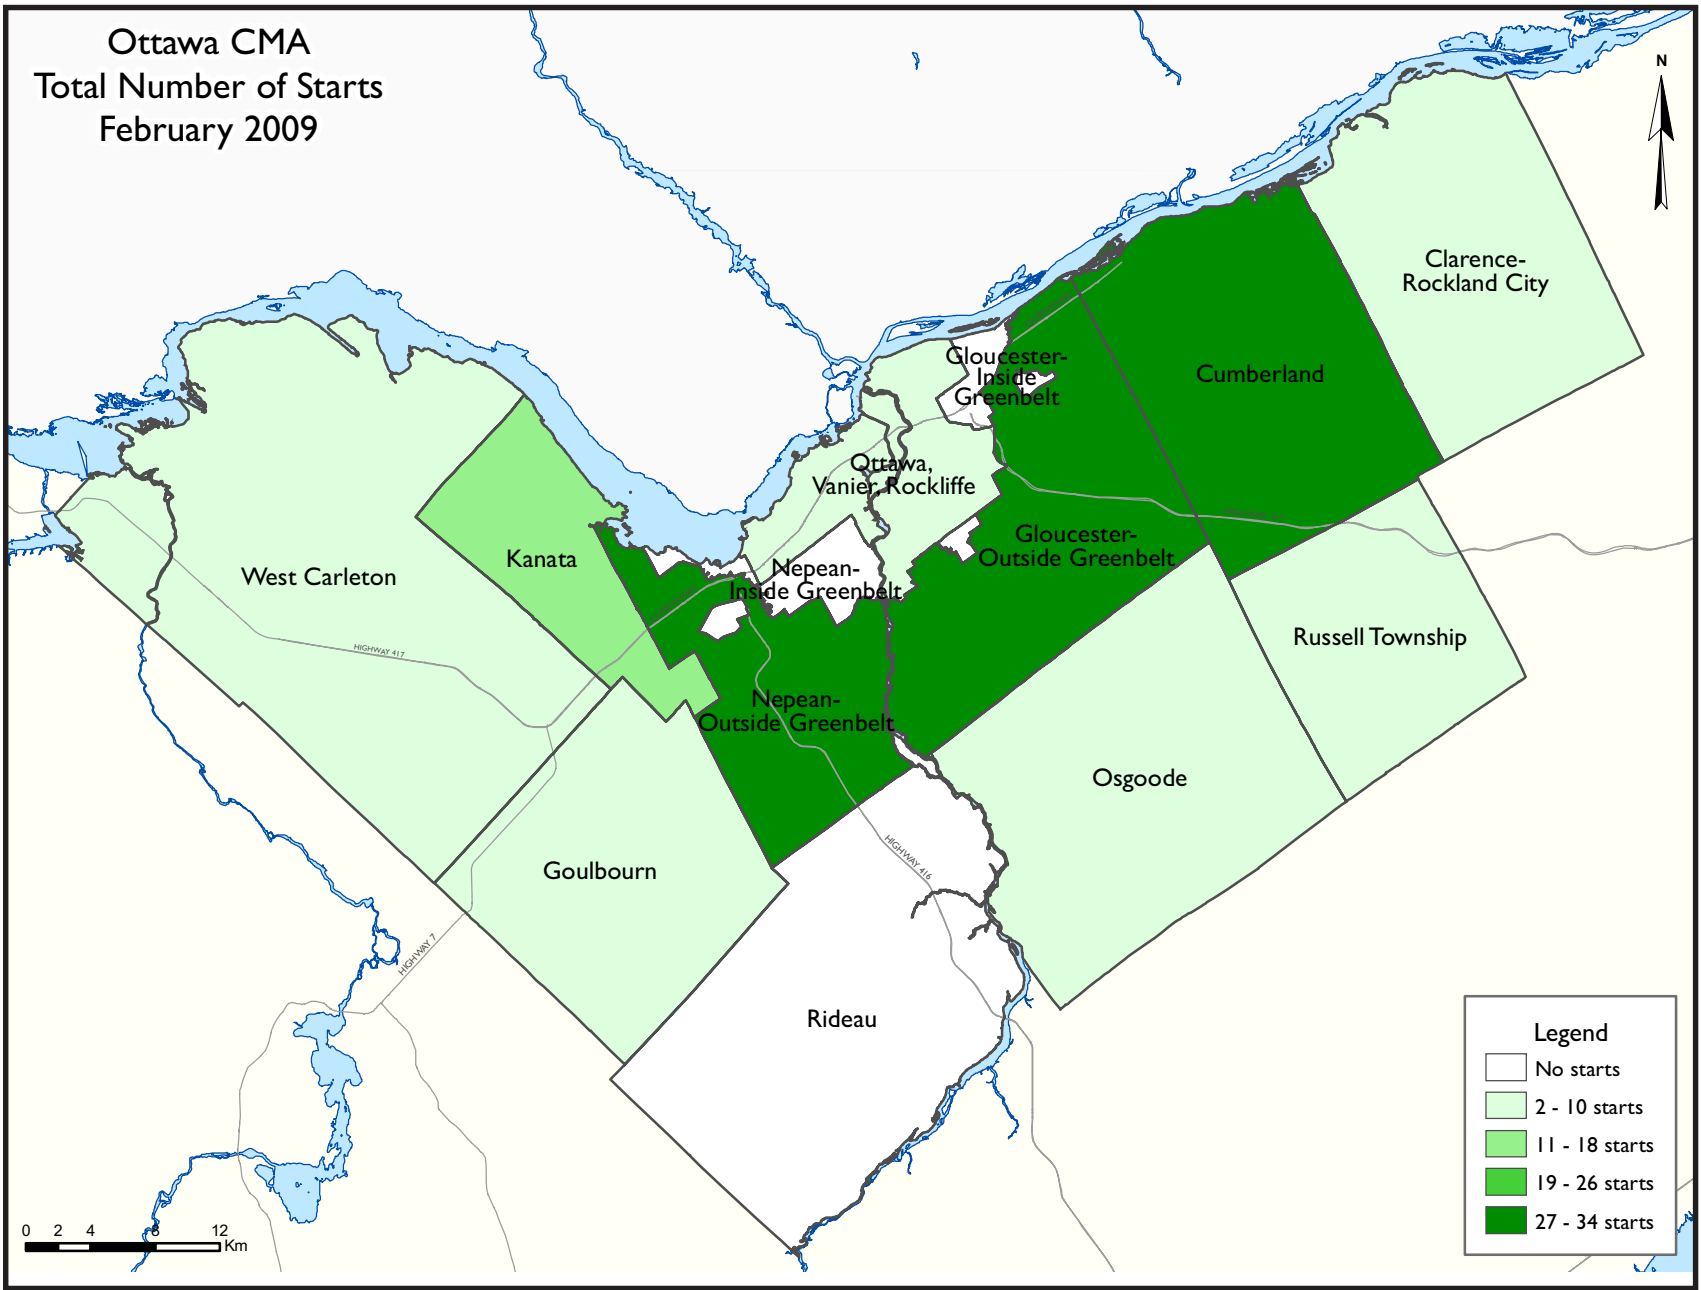 Ottawa CMA
Total Number of Starts
February 2009
N
Clarence-
Rockland City
Cumberland
Gloucester-
Inside
Greenbelt
Ottawa,
Vanier, Rockliffe
Gloucester-
Outside Greenbelt
Kanata
West Carleton
Nepean-
Inside Greenbelt
Russell Township
HIGHWAY 417
Nepean-
Outside Greenbelt
Osgoode
Goulbourn
HIGHWAY 416
HIGHWAY 7
Rideau
Legend
No starts
2 - 10 starts
11 - 18 starts
19 - 26 starts
27 - 34 starts
0 2 4 8 12
Km